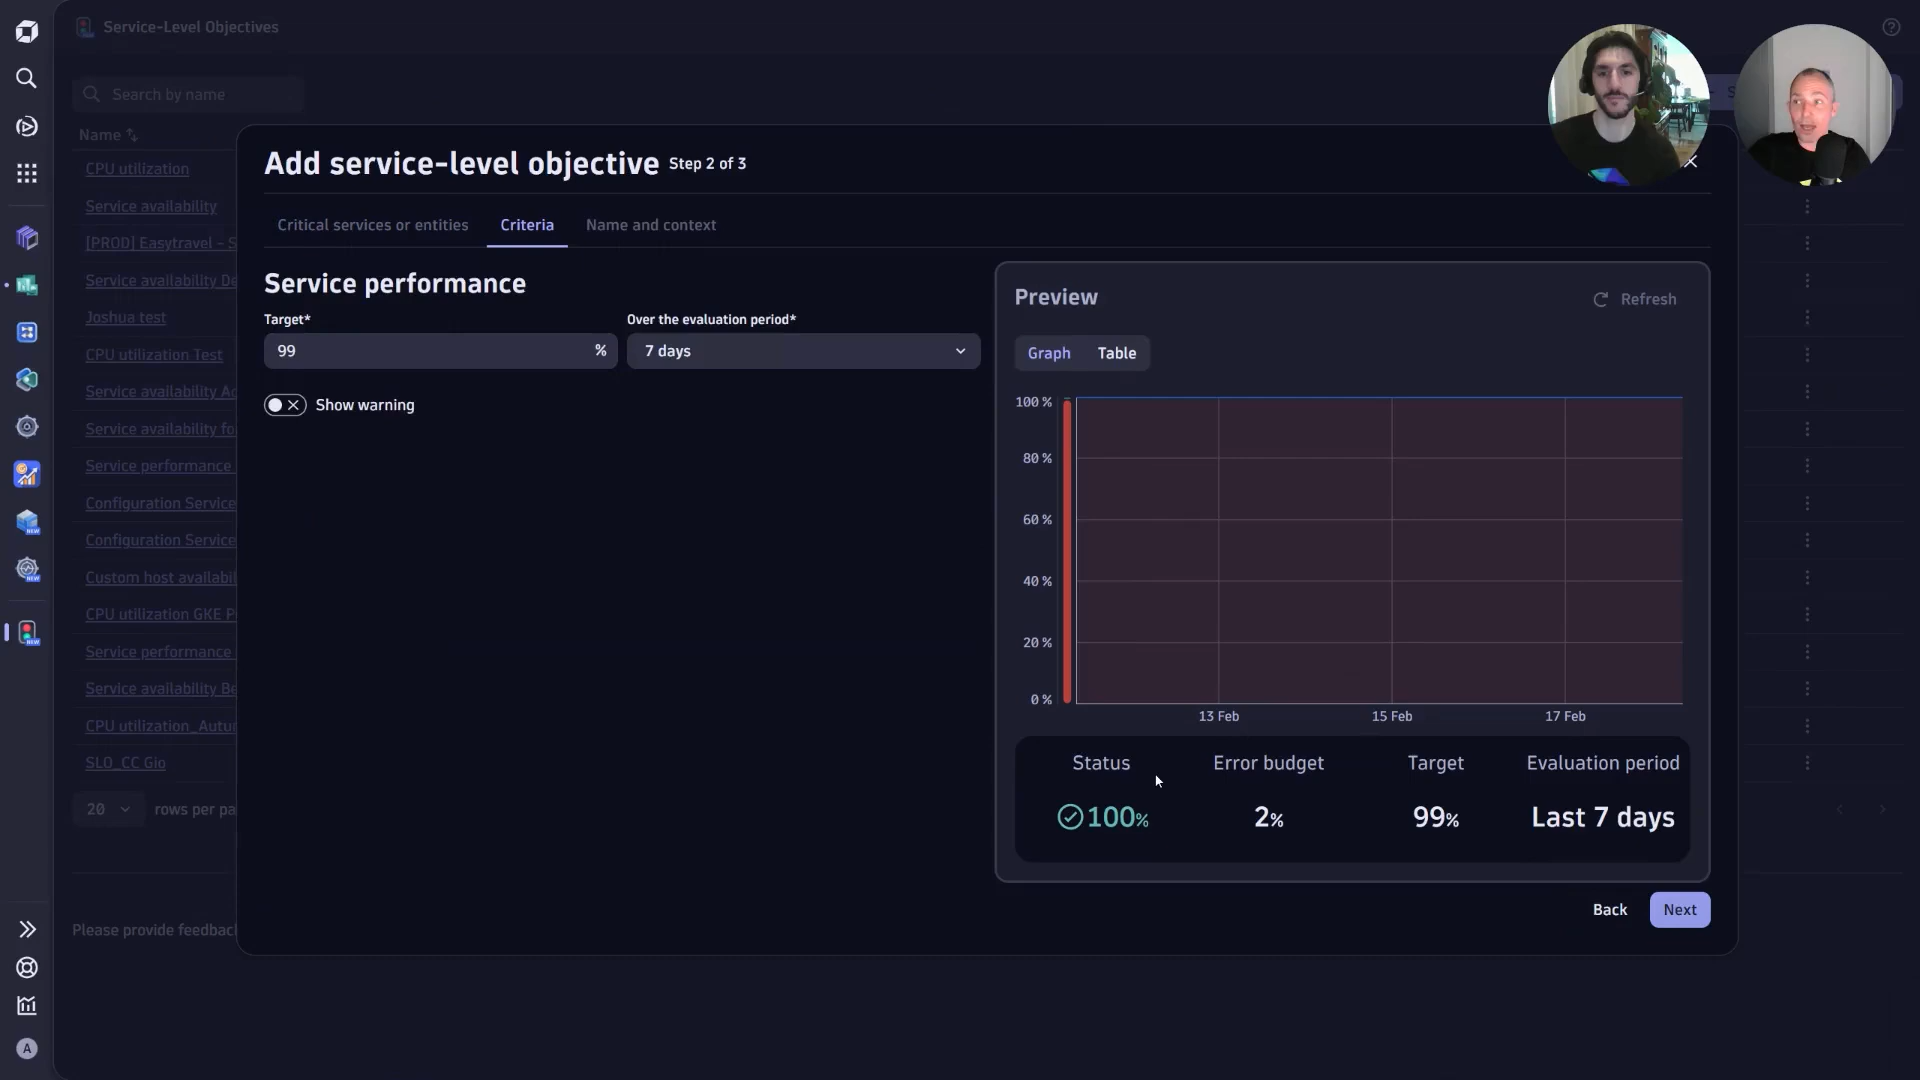 Service-Level Objectives
Search by name
S
Name
CPU utilization
Service availability
[PROD] Easytravel - S
Service availability De
Joshua test
CPU utilization Test
Service availability A
Service availability fo
Service performance
Configuration Service
Configuration Service
Custom host availabil
CPU utilization GKE P
Service performance
Service availability Be
CPU utilization_Autu
SLO_CC Gio
20 rows per pa
Please provide feedbac
Add service-level objective Step 2 of 3
Critical services or entities Criteria Name and context
Service performance
Target* Over the evaluation period*
99 % 7 days
Show warning
Preview Refresh
Graph Table
100 %
80 %
60 %
40 %
20 %
0 %
13 Feb 15 Feb 17 Feb
Status Error budget Target Evaluation period
100% 2% 99% Last 7 days
Back Next
NEW
NEW
NEW
A